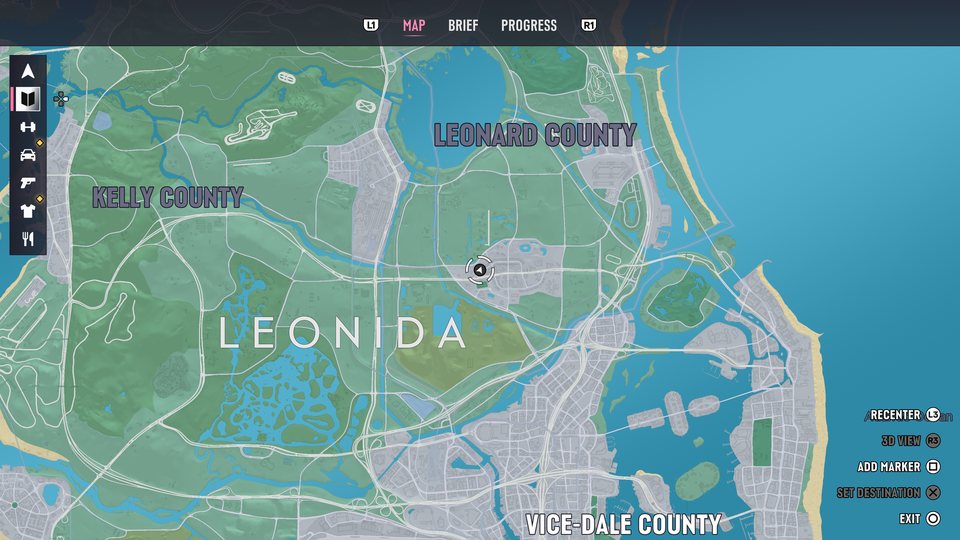 L1 MAP BRIEF PROGRESS R1
LEONARD COUNTY
KELLY COUNTY
LEONIDA
RECENTER L3
3D VIEW R3
ADD MARKER
SET DESTINATION
EXIT
VICE-DALE COUNTY